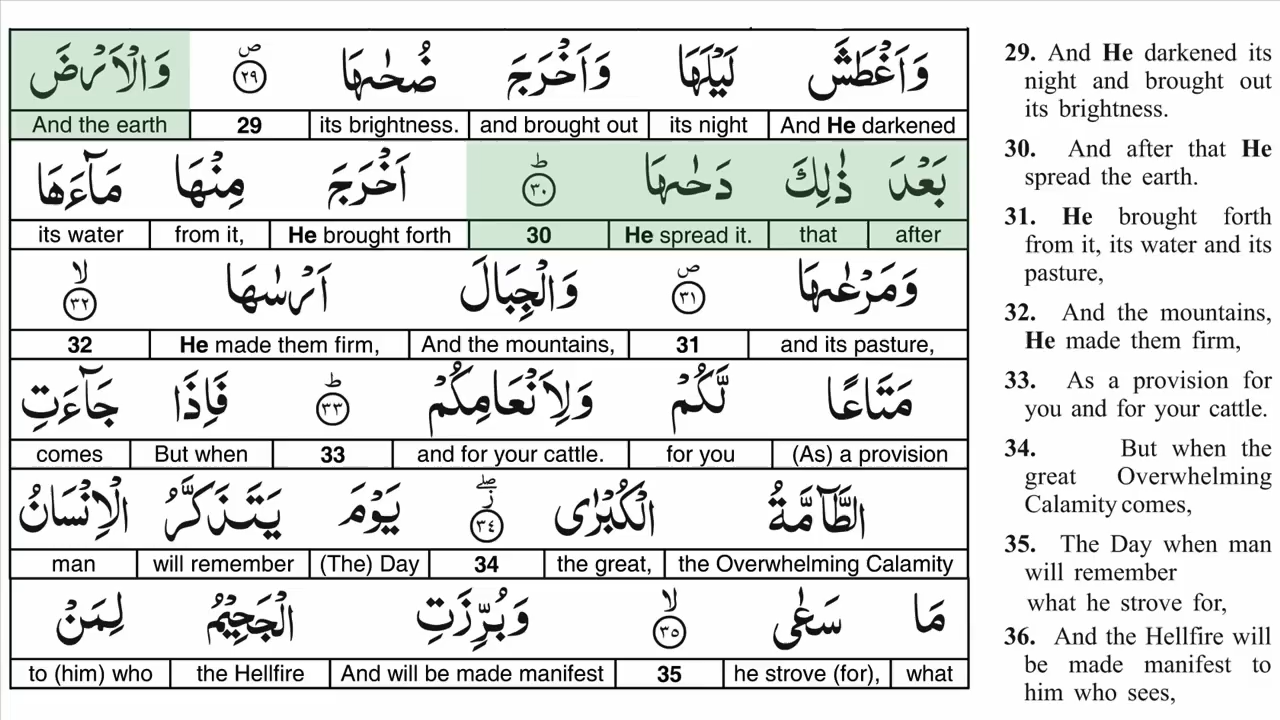 وَاَغْطَشَ لَيْلَهَا وَاَخْرَجَ ضُحٰىهَا ۪ص ﴿٢٩﴾ وَالْاَرْضَ
And He darkened its night and brought out its brightness. 29 And the earth
بَعْدَ ذٰلِكَ دَحٰىهَا ؕ ﴿٣٠﴾ اَخْرَجَ مِنْهَا مَآءَهَا
after that He spread it. 30 He brought forth from it, its water
وَمَرْعٰىهَا ص ﴿٣١﴾ وَالْجِبَالَ اَرْسٰىهَا ۙ ﴿٣٢﴾
and its pasture, 31 And the mountains, He made them firm, 32
مَتَاعًا لَّكُمْ وَلِاَنْعَامِكُمْ ؕ ﴿٣٣﴾ فَاِذَا جَآءَتِ
(As) a provision for you and for your cattle. 33 But when comes
الطَّآمَّةُ الْكُبْرٰى ز ﴿٣٤﴾ يَوْمَ يَتَذَكَّرُ الْاِنْسَانُ
the Overwhelming Calamity the great, 34 (The) Day will remember man
مَا سَعٰى ۙ ﴿٣٥﴾ وَبُرِّزَتِ الْجَحِيْمُ لِمَنْ
what he strove (for), 35 And will be made manifest the Hellfire to (him) who
29. And He darkened its
night and brought out
its brightness.
30. And after that He
spread the earth.
31. He brought forth
from it, its water and its
pasture,
32. And the mountains,
He made them firm,
33. As a provision for
you and for your cattle.
34. But when the
great Overwhelming
Calamity comes,
35. The Day when man
will remember
what he strove for,
36. And the Hellfire will
be made manifest to
him who sees,